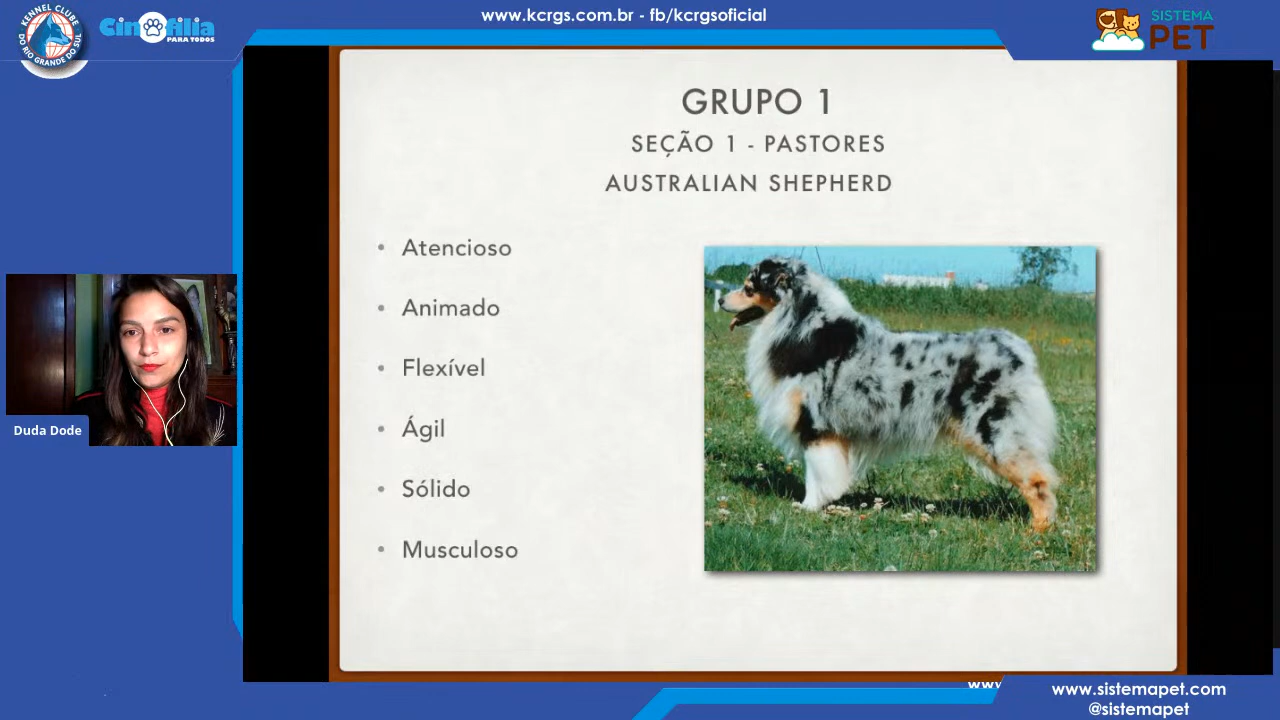 www.kcrgs.com.br - fb/kcrgsoficial
KENNEL CLUBE
DO RIO GRANDE DO SUL
Cinofilia
PARA TODOS
SISTEMA
PET
GRUPO 1
SEÇÃO 1 - PASTORES
AUSTRALIAN SHEPHERD
• Atencioso
• Animado
• Flexível
• Ágil
• Sólido
• Musculoso
Duda Dode
www
www.sistemapet.com
@sistemapet